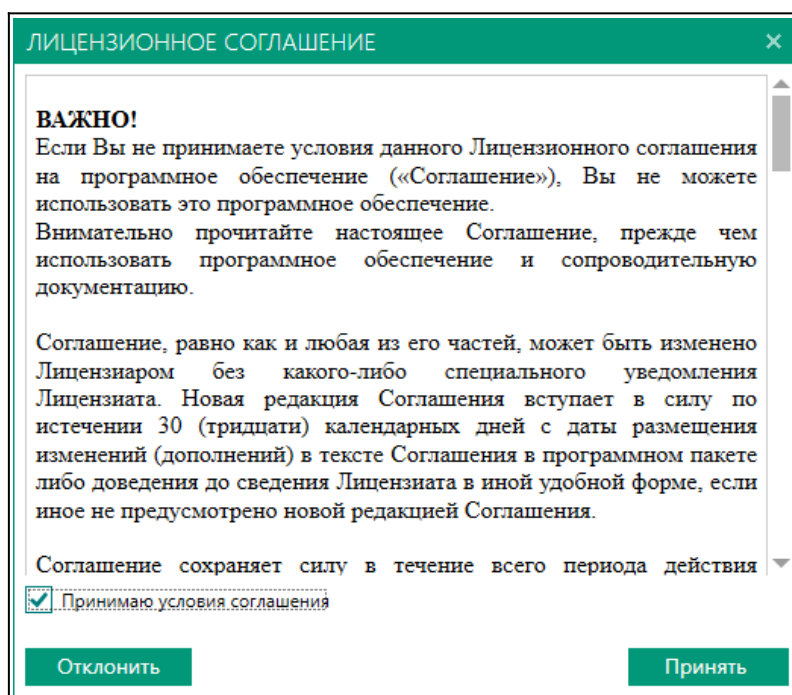 ЛИЦЕНЗИОННОЕ СОГЛАШЕНИЕ
ВАЖНО!
Если Вы не принимаете условия данного Лицензионного соглашения
на программное обеспечение («Соглашение»), Вы не можете
использовать это программное обеспечение.
Внимательно прочитайте настоящее Соглашение, прежде чем
использовать программное обеспечение и сопроводительную
документацию.
Соглашение, равно как и любая из его частей, может быть изменено
Лицензиаром без какого-либо специального уведомления
Лицензиата. Новая редакция Соглашения вступает в силу по
истечении 30 (тридцати) календарных дней с даты размещения
изменений (дополнений) в тексте Соглашения в программном пакете
либо доведения до сведения Лицензиата в иной удобной форме, если
иное не предусмотрено новой редакцией Соглашения.
Соглашение сохраняет силу в течение всего периода действия
Принимаю условия соглашения
Отклонить
Принять